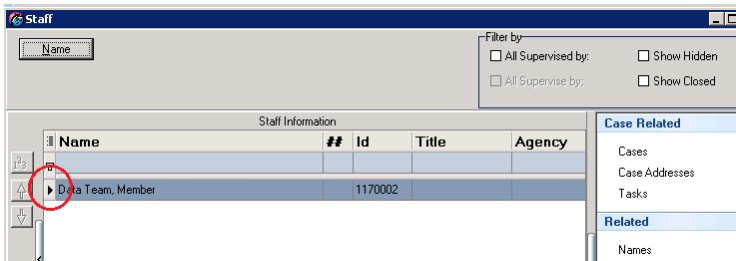 Staff
Name
Filter by
All Supervised by:
Show Hidden
All Supervise by:
Show Closed
Staff Information
Name ## Id Title Agency
1²3
Data Team, Member 1170002
Case Related
Cases
Case Addresses
Tasks
Related
Names